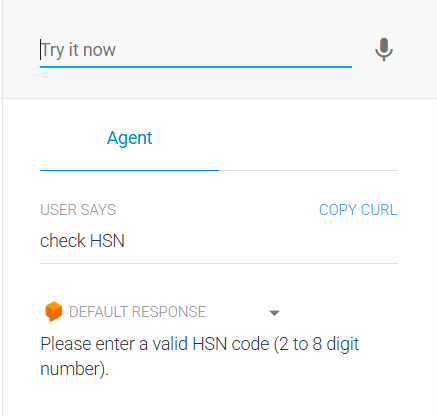 Try it now
Agent
USER SAYS COPY CURL
check HSN
DEFAULT RESPONSE
Please enter a valid HSN code (2 to 8 digit
number).